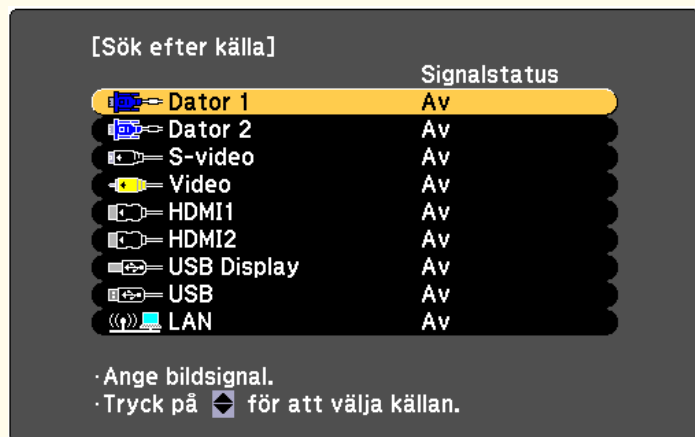 [Sök efter källa]
Signalstatus
Dator 1 Av
Dator 2 Av
S-video Av
Video Av
HDMI1 Av
HDMI2 Av
USB Display Av
USB Av
LAN Av
·Ange bildsignal.
·Tryck på för att välja källan.